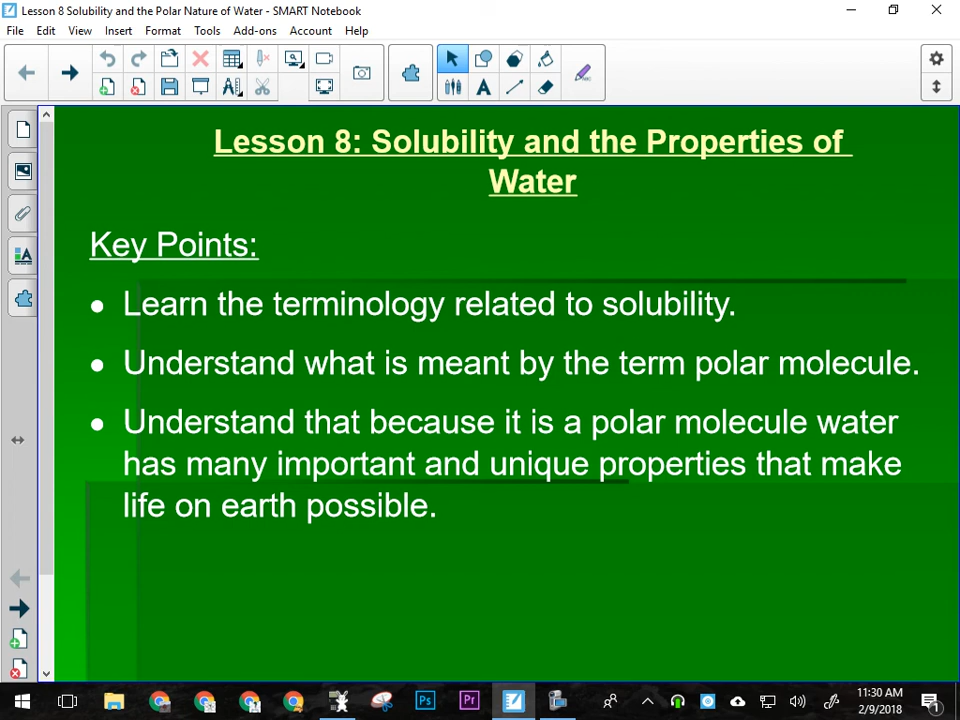 Lesson 8 Solubility and the Polar Nature of Water - SMART Notebook
File Edit View Insert Format Tools Add-ons Account Help
Lesson 8: Solubility and the Properties of
Water
Key Points:
• Learn the terminology related to solubility.
• Understand what is meant by the term polar molecule.
• Understand that because it is a polar molecule water
has many important and unique properties that make
life on earth possible.
Ps Pr
11:30 AM
2/9/2018
1